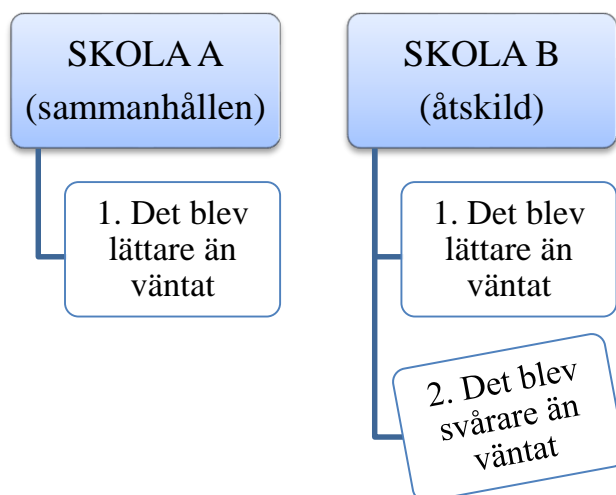 SKOLA A
(sammanhållen)
1. Det blev
lättare än
väntat
SKOLA B
(åtskild)
1. Det blev
lättare än
väntat
2. Det blev
svårare än
väntat